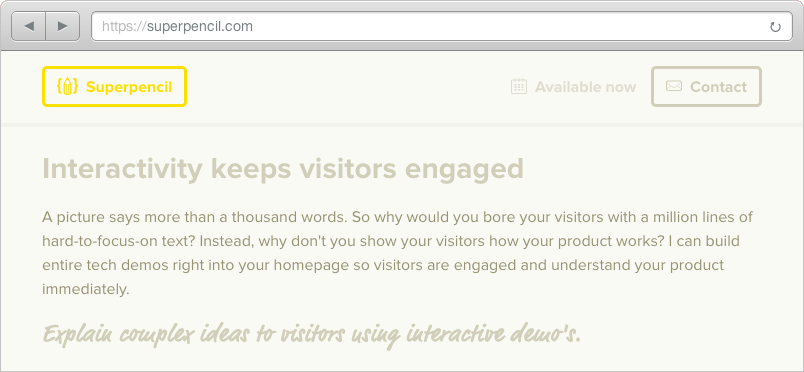 https://superpencil.com
Superpencil
Available now
Contact
Interactivity keeps visitors engaged
A picture says more than a thousand words. So why would you bore your visitors with a million lines of
hard-to-focus-on text? Instead, why don't you show your visitors how your product works? I can build
entire tech demos right into your homepage so visitors are engaged and understand your product
immediately.
Explain complex ideas to visitors using interactive demo's.